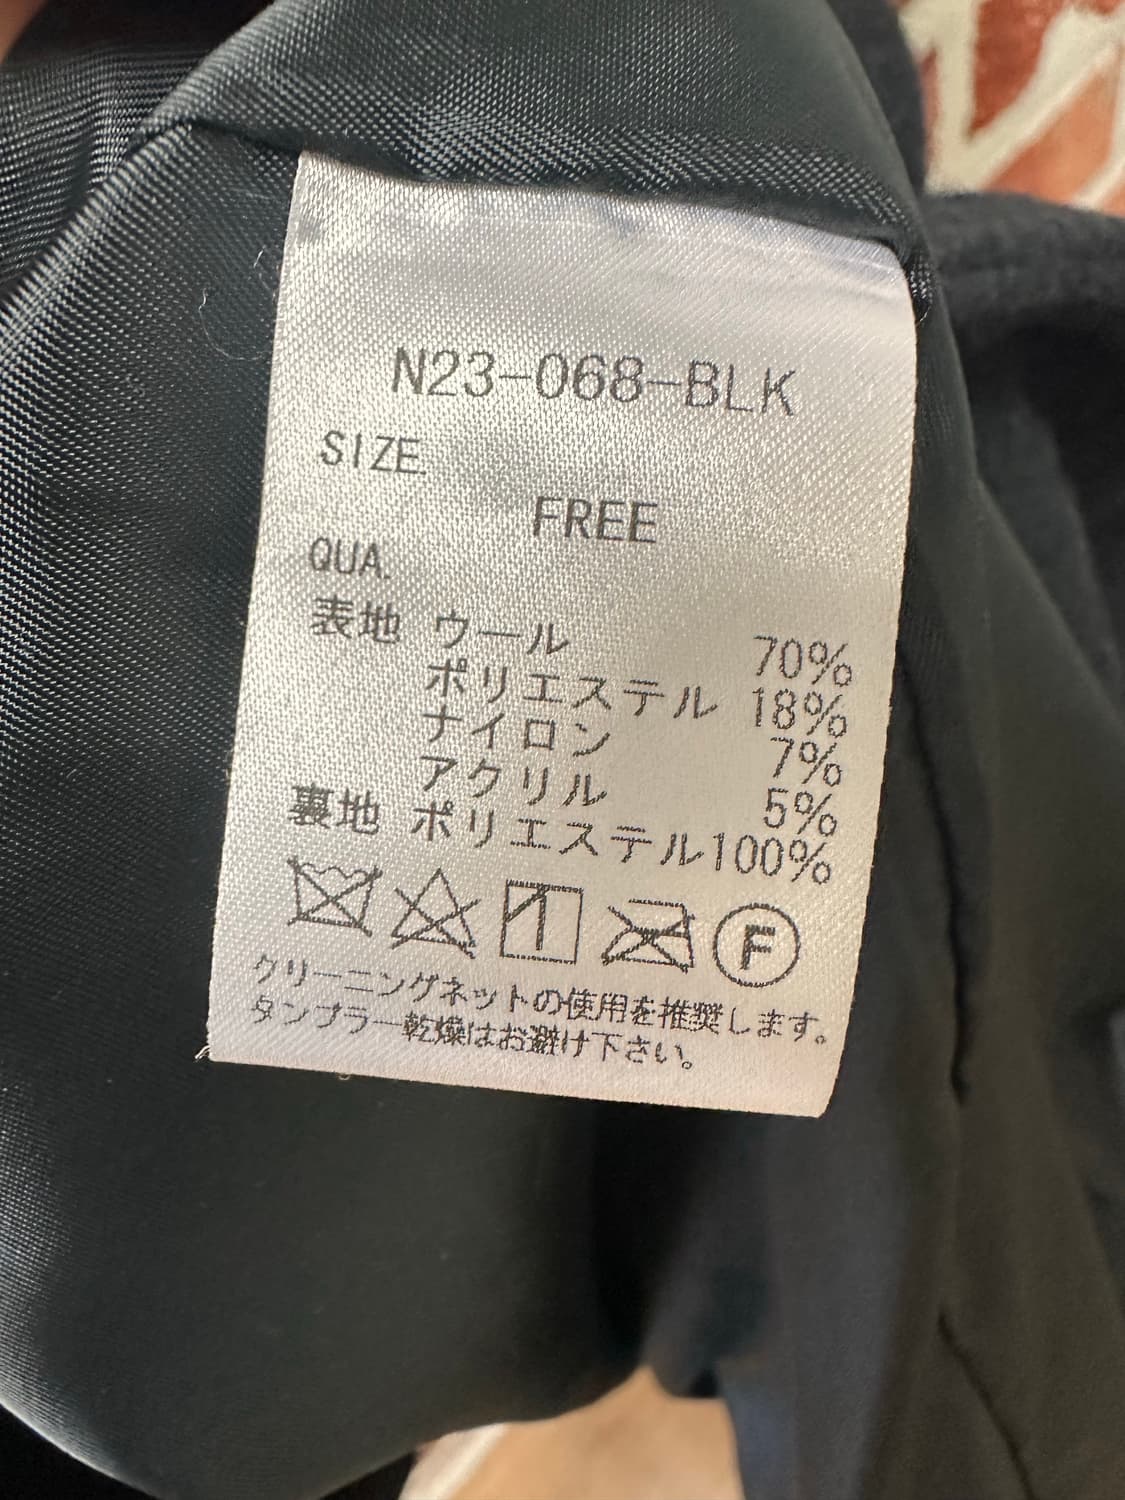 N23-068-BLK
SIZE.
FREE
QUA.
表地 ウール 70%
ポリエステル 18%
ナイロン 7%
アクリル 5%
裏地 ポリエステル100%
F
クリーニングネットの使用を推奨します。
タンブラー乾燥はお避け下さい。